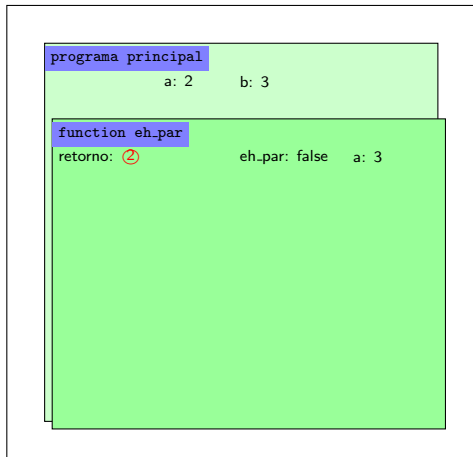 programa principal
a: 2 b: 3
function eh_par
retorno: 2 eh_par: false a: 3